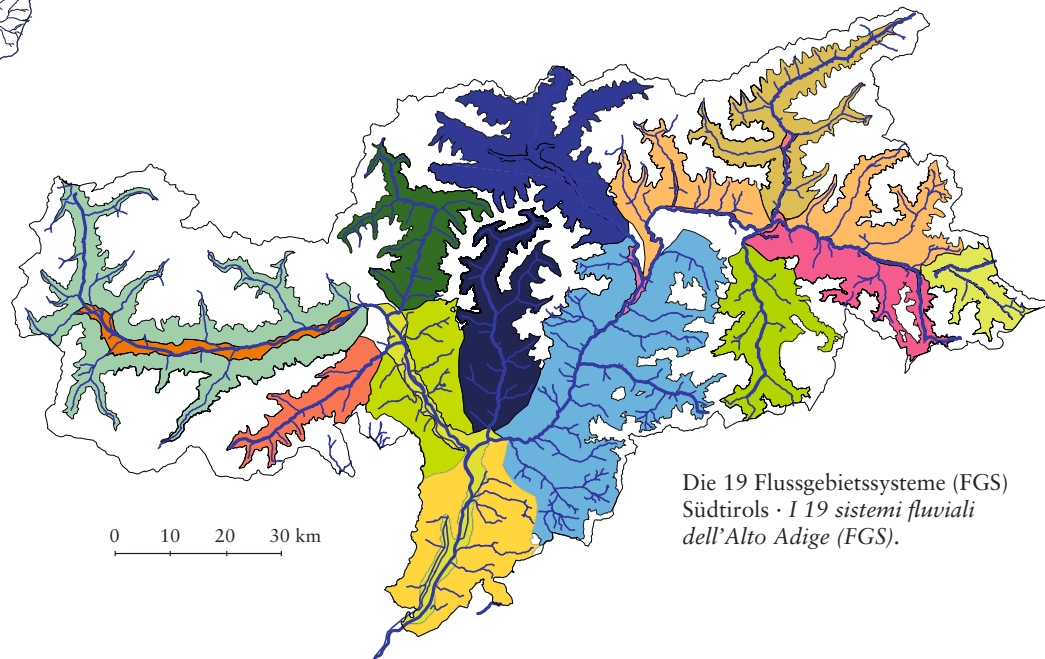 Die 19 Flussgebietssysteme (FGS)
Südtirols · I 19 sistemi fluviali
dell'Alto Adige (FGS).
0 10 20 30 km